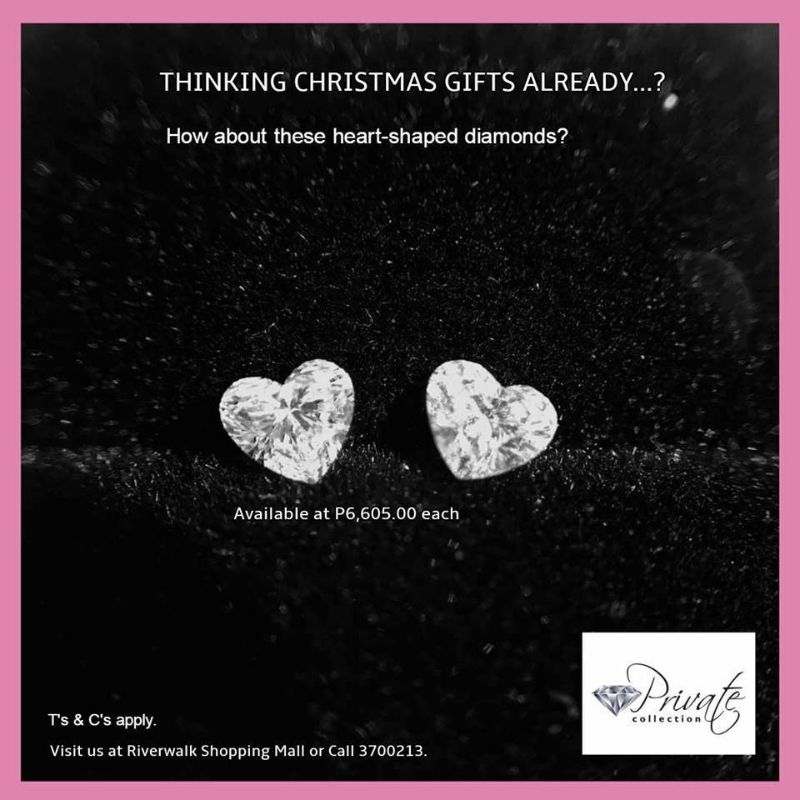 THINKING CHRISTMAS GIFTS ALREADY...?
How about these heart-shaped diamonds?
Available at P6,605.00 each
T's & C's apply.
Visit us at Riverwalk Shopping Mall or Call 3700213.
Private
collection